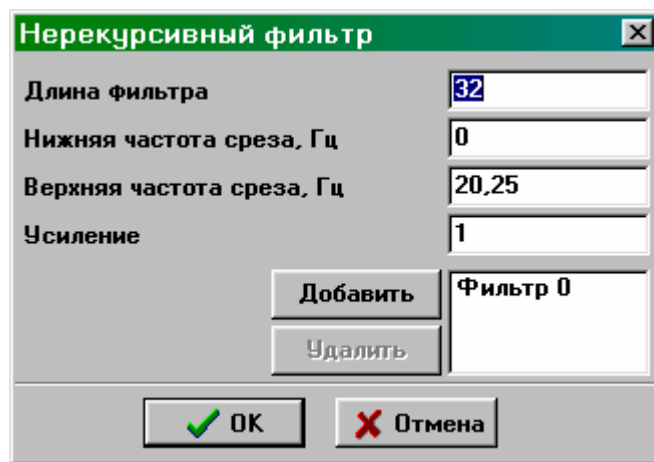 Нерекурсивный фильтр
Длина фильтра 32
Нижняя частота среза, Гц 0
Верхняя частота среза, Гц 20,25
Усиление 1
Добавить Фильтр 0
Удалить
OK Отмена